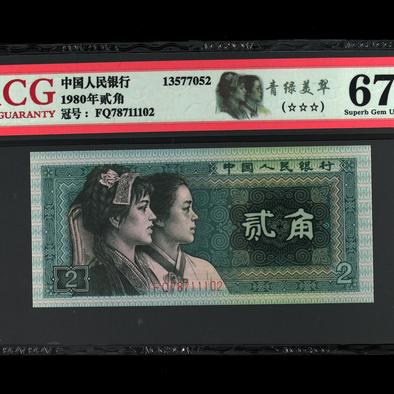 CG
GUARANTY
中国人民银行
1980年贰角
冠号：FQ78711102
13577052
青绿美翠
(☆☆☆)
67
Superb Gem U
中国人民银行
贰角
2
FQ78711102
2